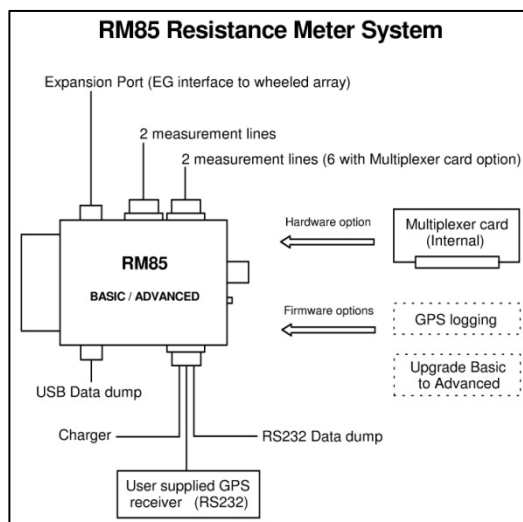 RM85 Resistance Meter System
Expansion Port (EG interface to wheeled array)
2 measurement lines
2 measurement lines (6 with Multiplexer card option)
Hardware option
Multiplexer card
(Internal)
RM85
BASIC / ADVANCED
Firmware options
GPS logging
Upgrade Basic
to Advanced
USB Data dump
Charger
RS232 Data dump
User supplied GPS
receiver (RS232)